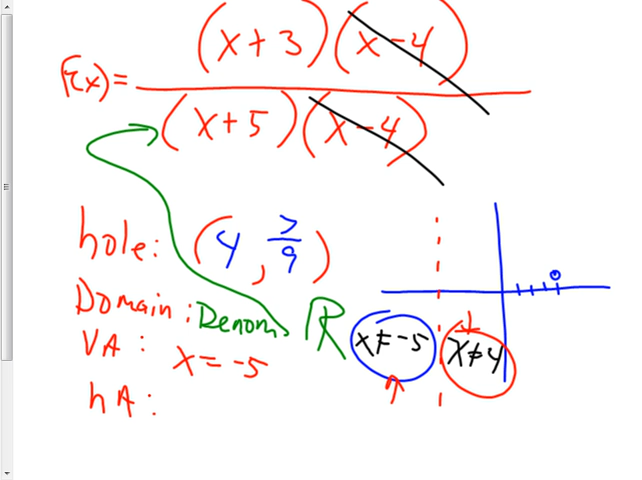 f(x) = (x+3)(x-4)
(x+5)(x-4)
hole: (4, 7/9)
Domain: Denom ℝ x ≠ -5 x ≠ 4
VA: x = -5
hA: